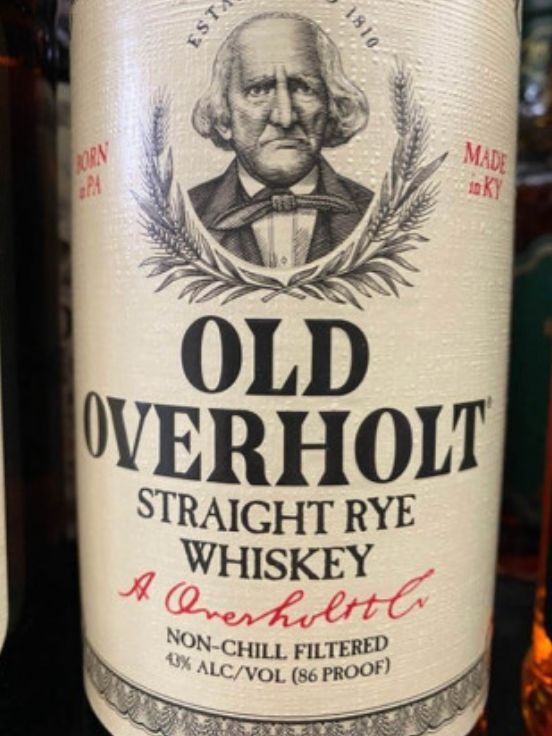 1810
BORN
in PA
MADE
in KY
OLD
OVERHOLT®
STRAIGHT RYE
WHISKEY
A Overholt & Co
NON-CHILL FILTERED
43% ALC/VOL (86 PROOF)